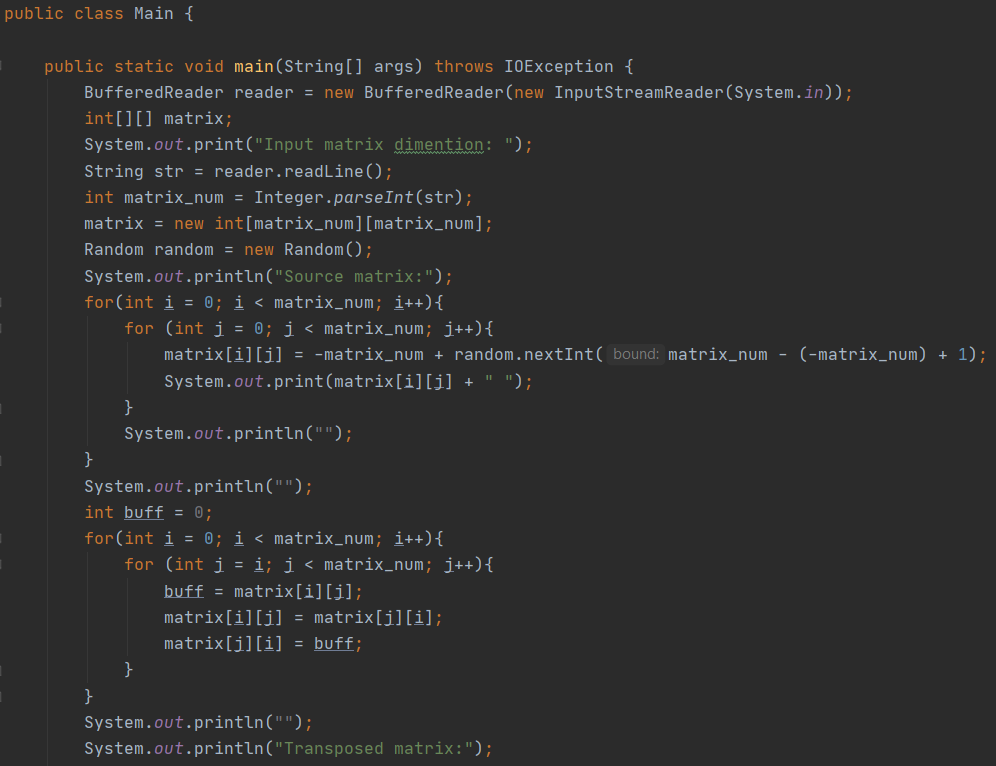 public class Main {
public static void main(String[] args) throws IOException {
BufferedReader reader = new BufferedReader(new InputStreamReader(System.in));
int[][] matrix;
System.out.print("Input matrix dimention: ");
String str = reader.readLine();
int matrix_num = Integer.parseInt(str);
matrix = new int[matrix_num][matrix_num];
Random random = new Random();
System.out.println("Source matrix:");
for(int i = 0; i < matrix_num; i++){
for (int j = 0; j < matrix_num; j++){
matrix[i][j] = -matrix_num + random.nextInt( bound: matrix_num - (-matrix_num) + 1);
System.out.print(matrix[i][j] + " ");
}
System.out.println("");
}
System.out.println("");
int buff = 0;
for(int i = 0; i < matrix_num; i++){
for (int j = i; j < matrix_num; j++){
buff = matrix[i][j];
matrix[i][j] = matrix[j][i];
matrix[j][i] = buff;
}
}
System.out.println("");
System.out.println("Transposed matrix:");